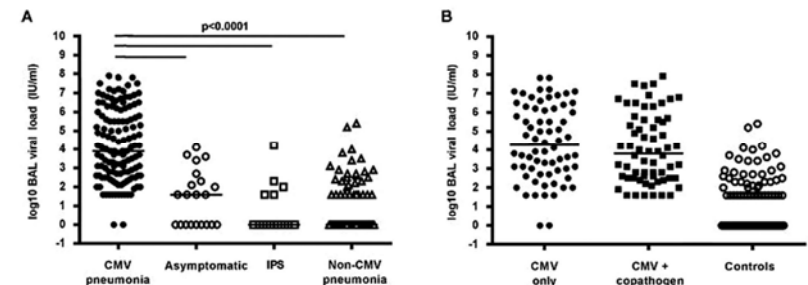 A
p<0.0001
log10 BAL viral load (IU/ml)
10
9
8
7
6
5
4
3
2
1
0
-1
CMV
pneumonia
Asymptomatic
IPS
Non-CMV
pneumonia
B
log10 BAL viral load (IU/ml)
10
9
8
7
6
5
4
3
2
1
0
-1
CMV
only
CMV +
copathogen
Controls